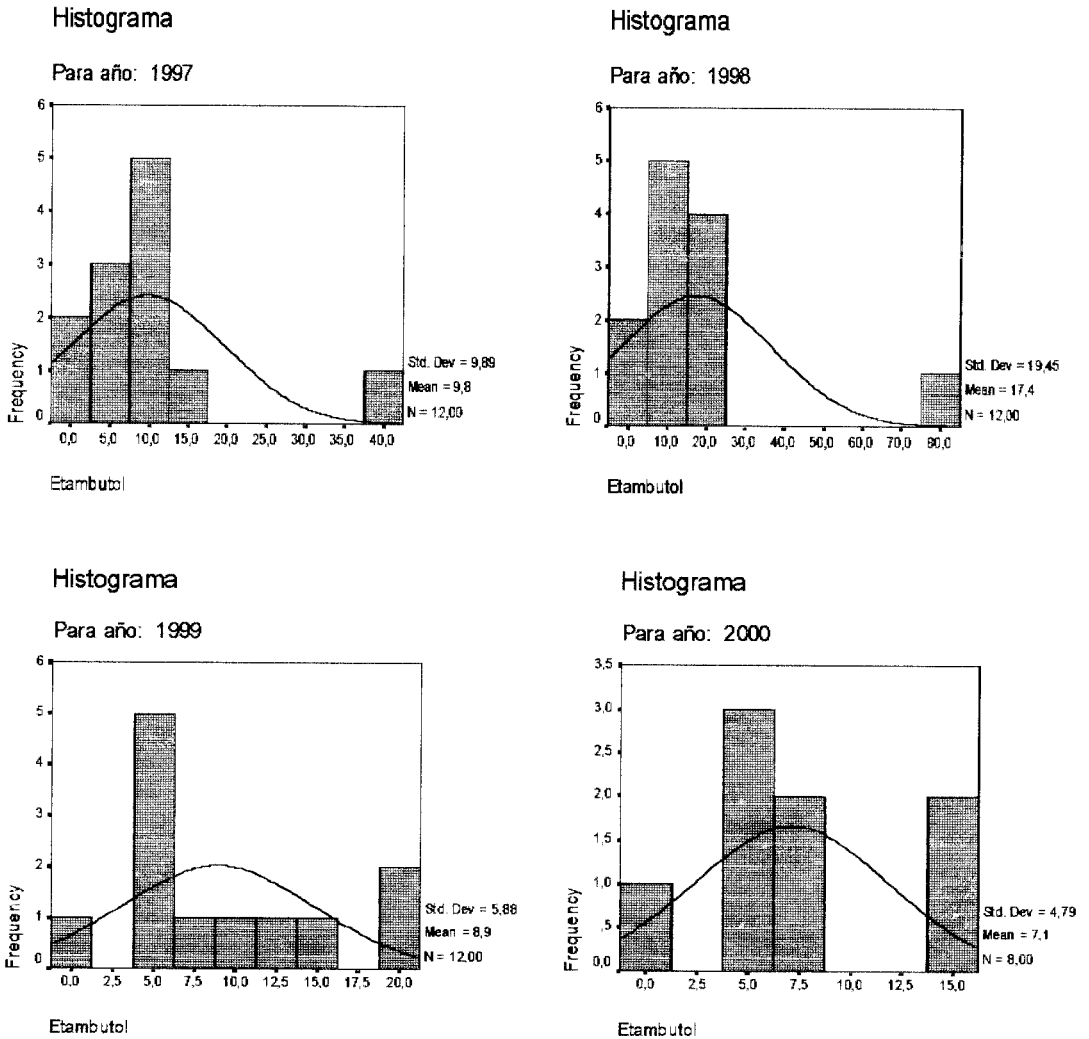 Histograma
Para año: 1997
6
5
4
3
2
1
0
Frequency
0,0 5,0 10,0 15,0 20,0 25,0 30,0 35,0 40,0
Std. Dev = 9,89
Mean = 9,8
N = 12,00
Etambutol
Histograma
Para año: 1998
6
5
4
3
2
1
0
Frequency
0,0 10,0 20,0 30,0 40,0 50,0 60,0 70,0 80,0
Std. Dev = 19,45
Mean = 17,4
N = 12,00
Etambutol
Histograma
Para año: 1999
6
5
4
3
2
1
0
Frequency
0,0 2,5 5,0 7,5 10,0 12,5 15,0 17,5 20,0
Std. Dev = 5,88
Mean = 8,9
N = 12,00
Etambutol
Histograma
Para año: 2000
3,5
3,0
2,5
2,0
1,5
1,0
,5
0,0
Frequency
0,0 2,5 5,0 7,5 10,0 12,5 15,0
Std. Dev = 4,79
Mean = 7,1
N = 8,00
Etambutol